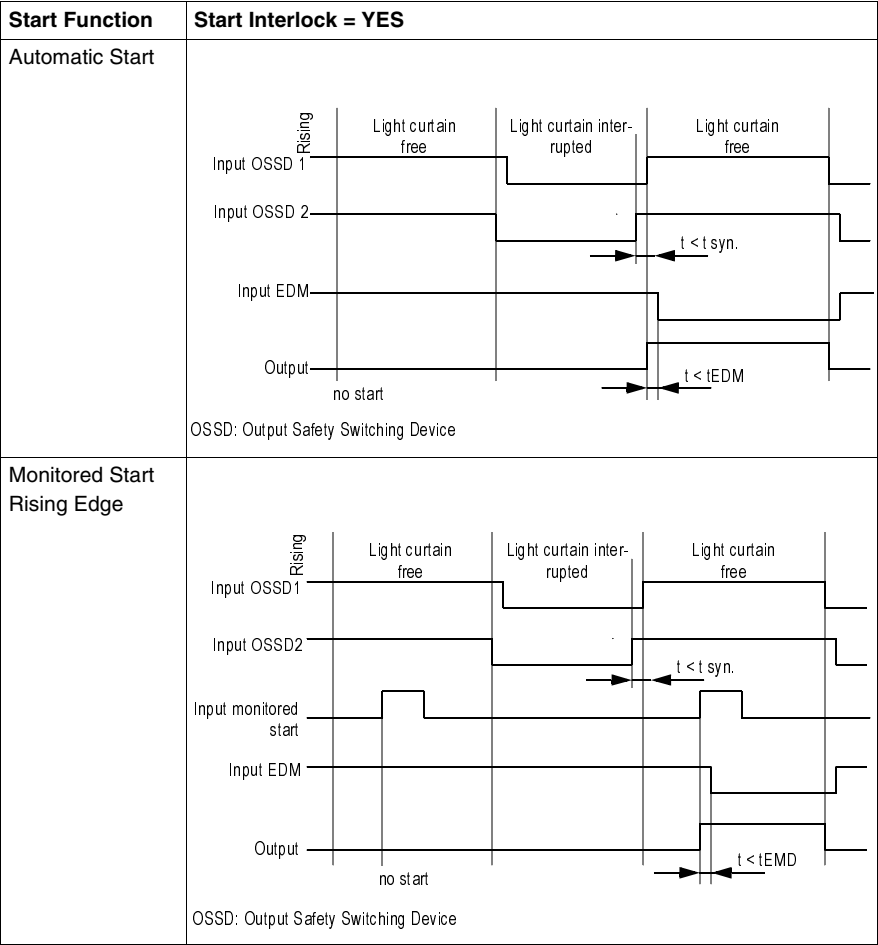 Start Function
Start Interlock = YES
Automatic Start
Rising
Light curtain
free
Light curtain inter-
rupted
Light curtain
free
Input OSSD 1
Input OSSD 2
t < t syn.
Input EDM
Output
t < tEDM
no start
OSSD: Output Safety Switching Device
Monitored Start
Rising Edge
Rising
Light curtain
free
Light curtain inter-
rupted
Light curtain
free
Input OSSD1
Input OSSD2
t < t syn.
Input monitored
start
Input EDM
Output
t < tEMD
no start
OSSD: Output Safety Switching Device